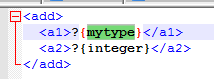 <add>
<a1>?{mytype}</a1>
<a2>?{integer}</a2>
</add>